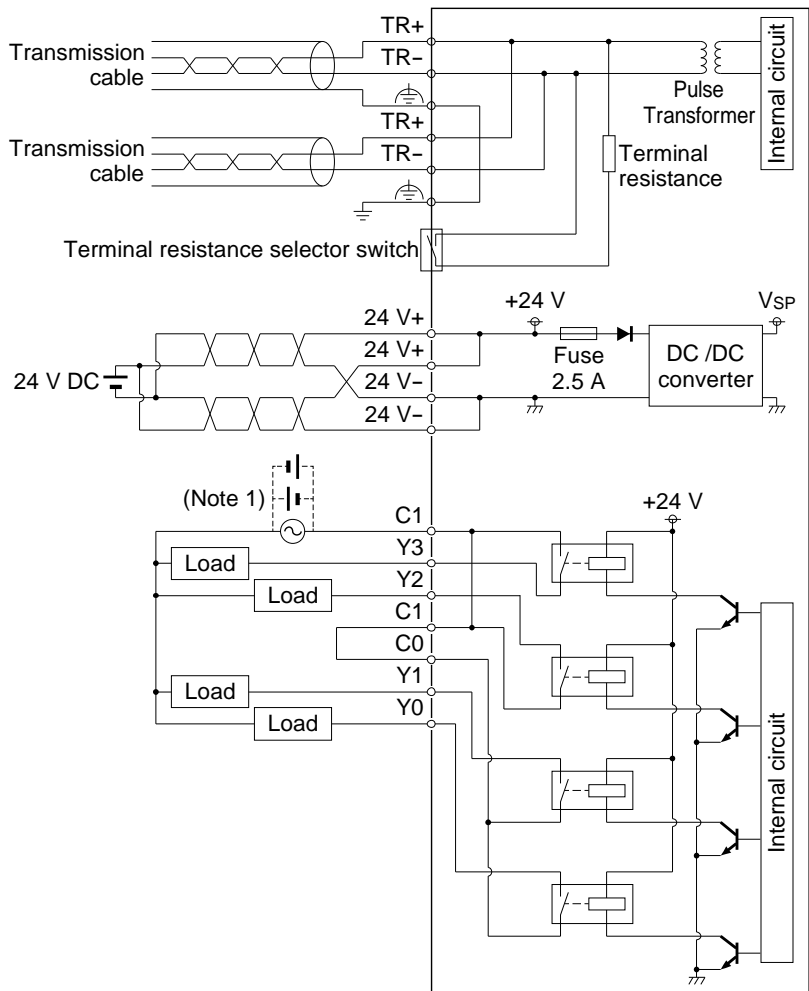 TR+
Transmission
cable
TR−
Pulse
Transformer
Internal circuit
TR+
Transmission
cable
TR−
Terminal
resistance
Terminal resistance selector switch
24 V+
+24 V
VSP
24 V+
Fuse
2.5 A
DC /DC
converter
24 V DC
24 V−
24 V−
(Note 1)
C1
+24 V
Y3
Load
Y2
Load
C1
C0
Y1
Load
Y0
Load
Internal circuit